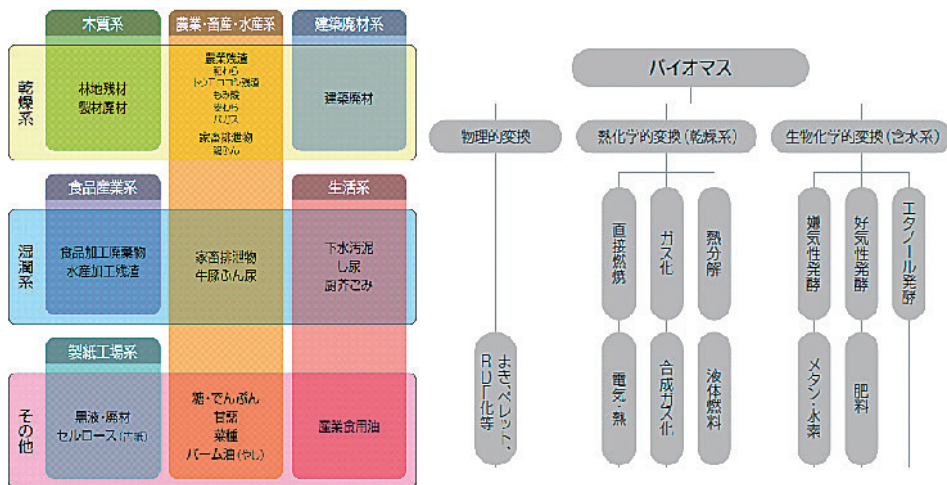 木質系
農業・畜産・水産系
建築廃材系
乾燥系
林地残材
製材廃材
農業残渣
稲わら
トウモロコシ残渣
もみ殻
麦わら
バガス
家畜排泄物
鶏ふん
建築廃材
食品産業系
生活系
湿潤系
食品加工廃棄物
水産加工残渣
家畜排泄物
牛豚ふん尿
下水汚泥
し尿
厨芥ごみ
製紙工場系
その他
黒液・廃材
セルロース(古紙)
糖・でんぷん
甘藷
菜種
パーム油(やし)
産業食用油
バイオマス
物理的変換
熱化学的変換(乾燥系)
生物化学的変換(含水系)
直接燃焼
ガス化
熱分解
嫌気性発酵
好気性発酵
エタノール発酵
まき、ペレット、
RDF化等
電気・熱
合成ガス化
液体燃料
メタン・水素
肥料